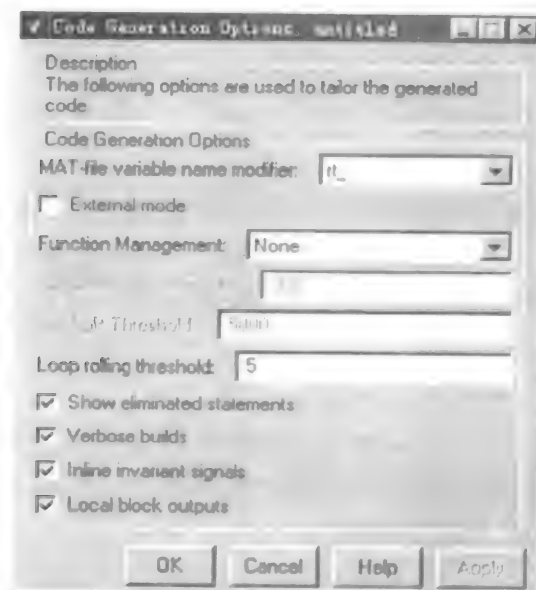 Code Generation Options: untitled
Description
The following options are used to tailor the generated
code
Code Generation Options
MAT-file variable name modifier: rt_
External mode
Function Management: None
Threshold
Loop rolling threshold: 5
Show eliminated statements
Verbose builds
Inline invariant signals
Local block outputs
OK Cancel Help Apply